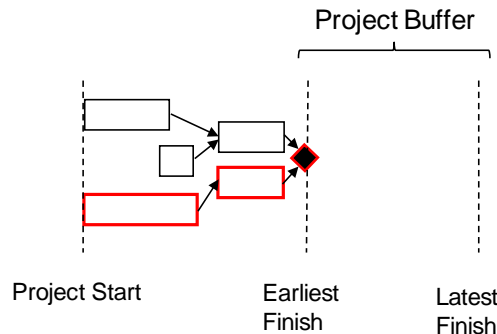 Project Buffer
Project Start
Earliest
Finish
Latest
Finish